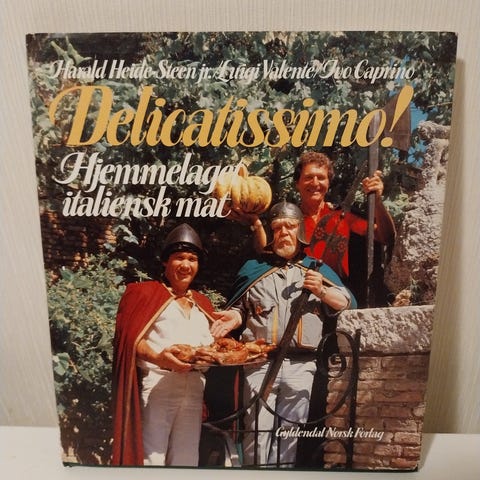 Harald Heide-Steen jr./Luigi Valente/Ivo Caprino
Delicatissimo!
Hjemmelaget
italiensk mat
Gyldendal Norsk Forlag